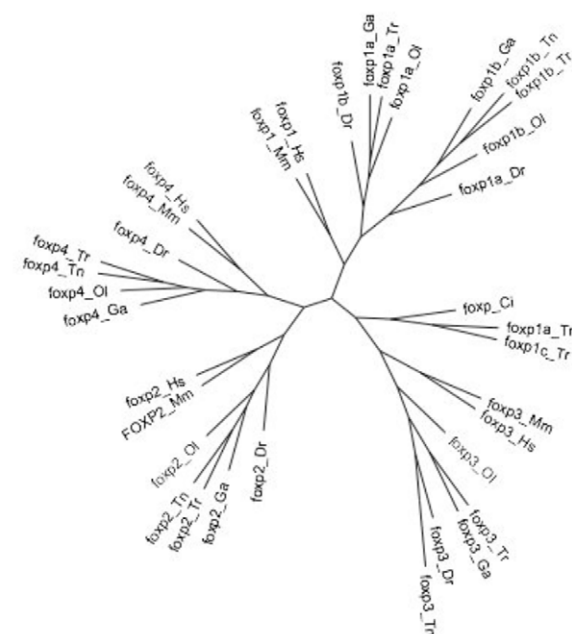 foxp1a_Ga
foxp1a_Tr
foxp1a_Ol
foxp1b_Dr
foxp1b_Ga
foxp1b_Tn
foxp1b_Tr
foxp1b_Ol
foxp1a_Dr
foxp1_Hs
foxp1_Mm
foxp4_Hs
foxp4_Mm
foxp4_Dr
foxp4_Tr
foxp4_Tn
foxp4_Ol
foxp4_Ga
foxp_Ci
foxp1a_Tr
foxp1c_Tr
foxp2_Hs
FOXP2_Mm
foxp2_Ol
foxp2_Tn
foxp2_Tr
foxp2_Ga
foxp2_Dr
foxp3_Mm
foxp3_Hs
foxp3_Ol
foxp3_Tr
foxp3_Ga
foxp3_Dr
foxp3_Tn